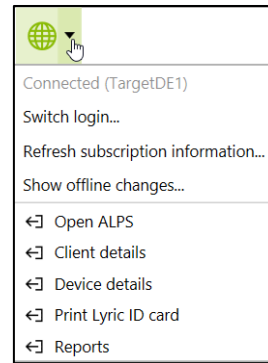 Connected (TargetDE1)
Switch login...
Refresh subscription information...
Show offline changes...
Open ALPS
Client details
Device details
Print Lyric ID card
Reports